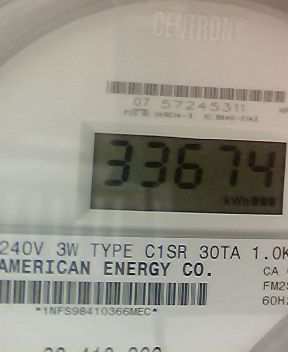 CENTRON®
07 57245311
33674
kWh
240V 3W TYPE C1SR 30TA 1.0K
AMERICAN ENERGY CO.
CA
FM2S
60HZ
*1NFS98410366MEC*